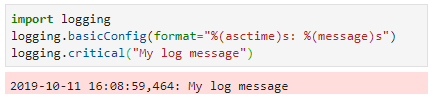 import logging
logging.basicConfig(format="%(asctime)s: %(message)s")
logging.critical("My log message")
2019-10-11 16:08:59,464: My log message